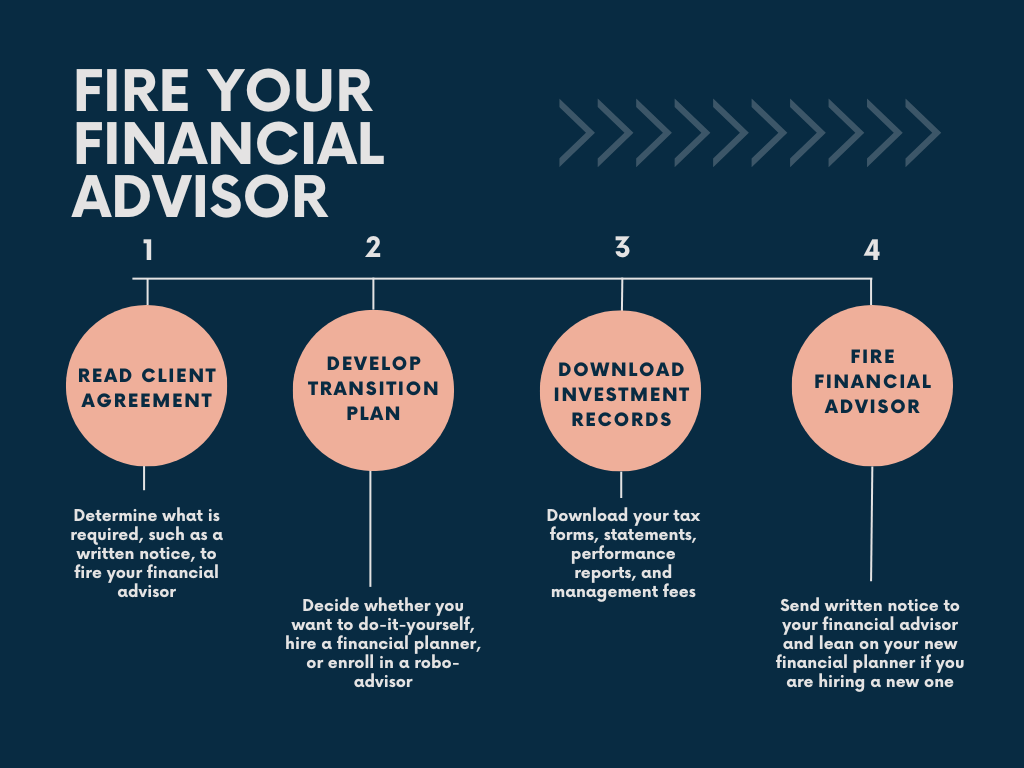 FIRE YOUR
FINANCIAL
ADVISOR
1
READ CLIENT
AGREEMENT
Determine what is
required, such as a
written notice, to
fire your financial
advisor
2
DEVELOP
TRANSITION
PLAN
Decide whether you
want to do-it-yourself,
hire a financial planner,
or enroll in a robo-
advisor
3
DOWNLOAD
INVESTMENT
RECORDS
Download your tax
forms, statements,
performance
reports, and
management fees
4
FIRE
FINANCIAL
ADVISOR
Send written notice to
your financial advisor
and lean on your new
financial planner if you
are hiring a new one